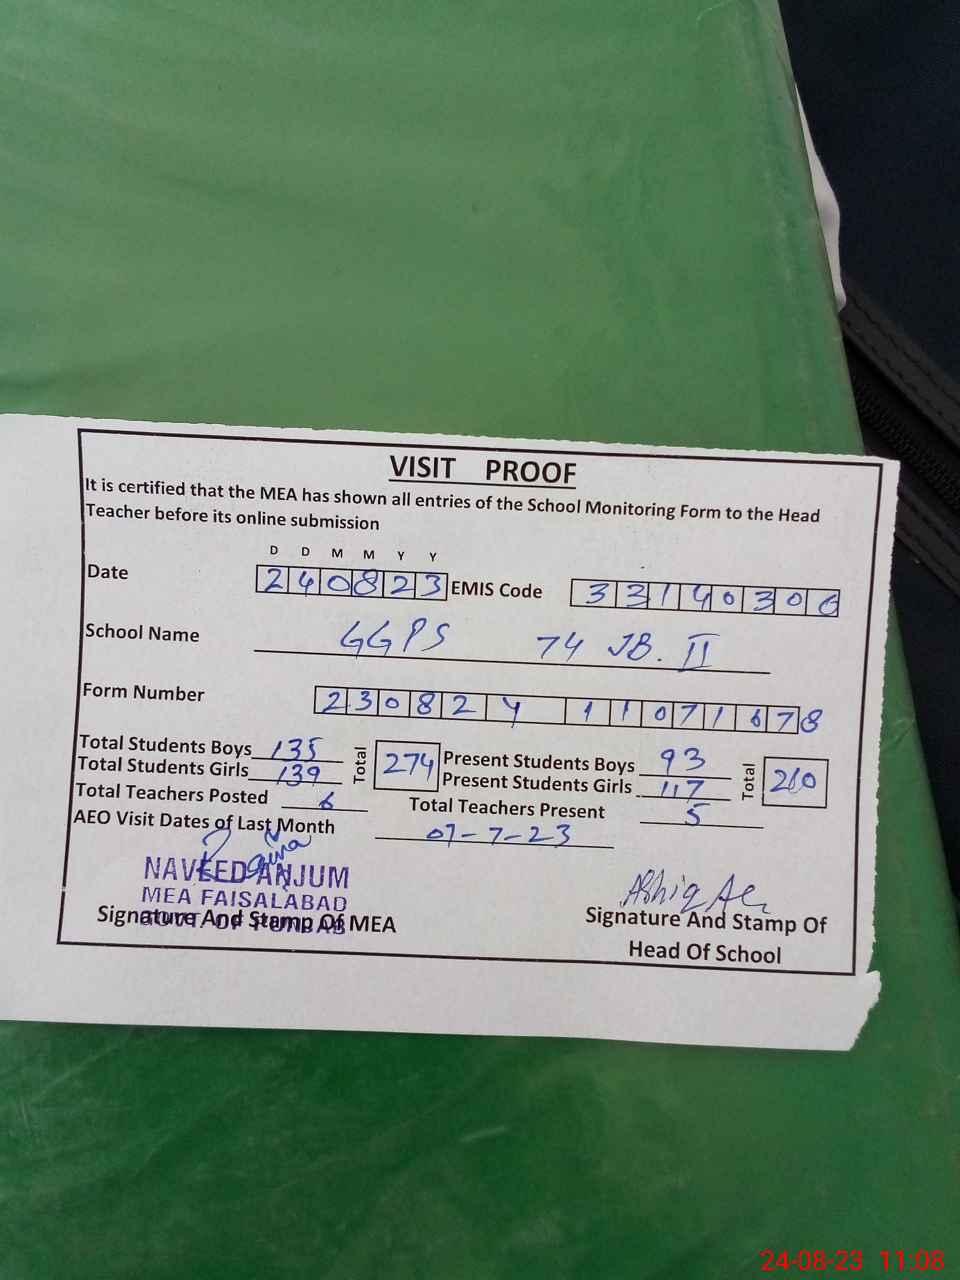 VISIT PROOF
It is certified that the MEA has shown all entries of the School Monitoring Form to the Head
Teacher before its online submission
D D M M Y Y
Date 240823 EMIS Code 33140306
School Name GGPS 74 JB. II
Form Number 23082 4 11071678
Total Students Boys 135 Total 274 Present Students Boys 93 Total 210
Total Students Girls 139 Present Students Girls 117
Total Teachers Posted 6 Total Teachers Present 5
AEO Visit Dates of Last Month 07-7-23
NAVEED ANJUM
MEA FAISALABAD
GOVT. OF PUNJAB
Signature And Stamp Of MEA
Signature And Stamp Of
Head Of School
24-08-23 11:08